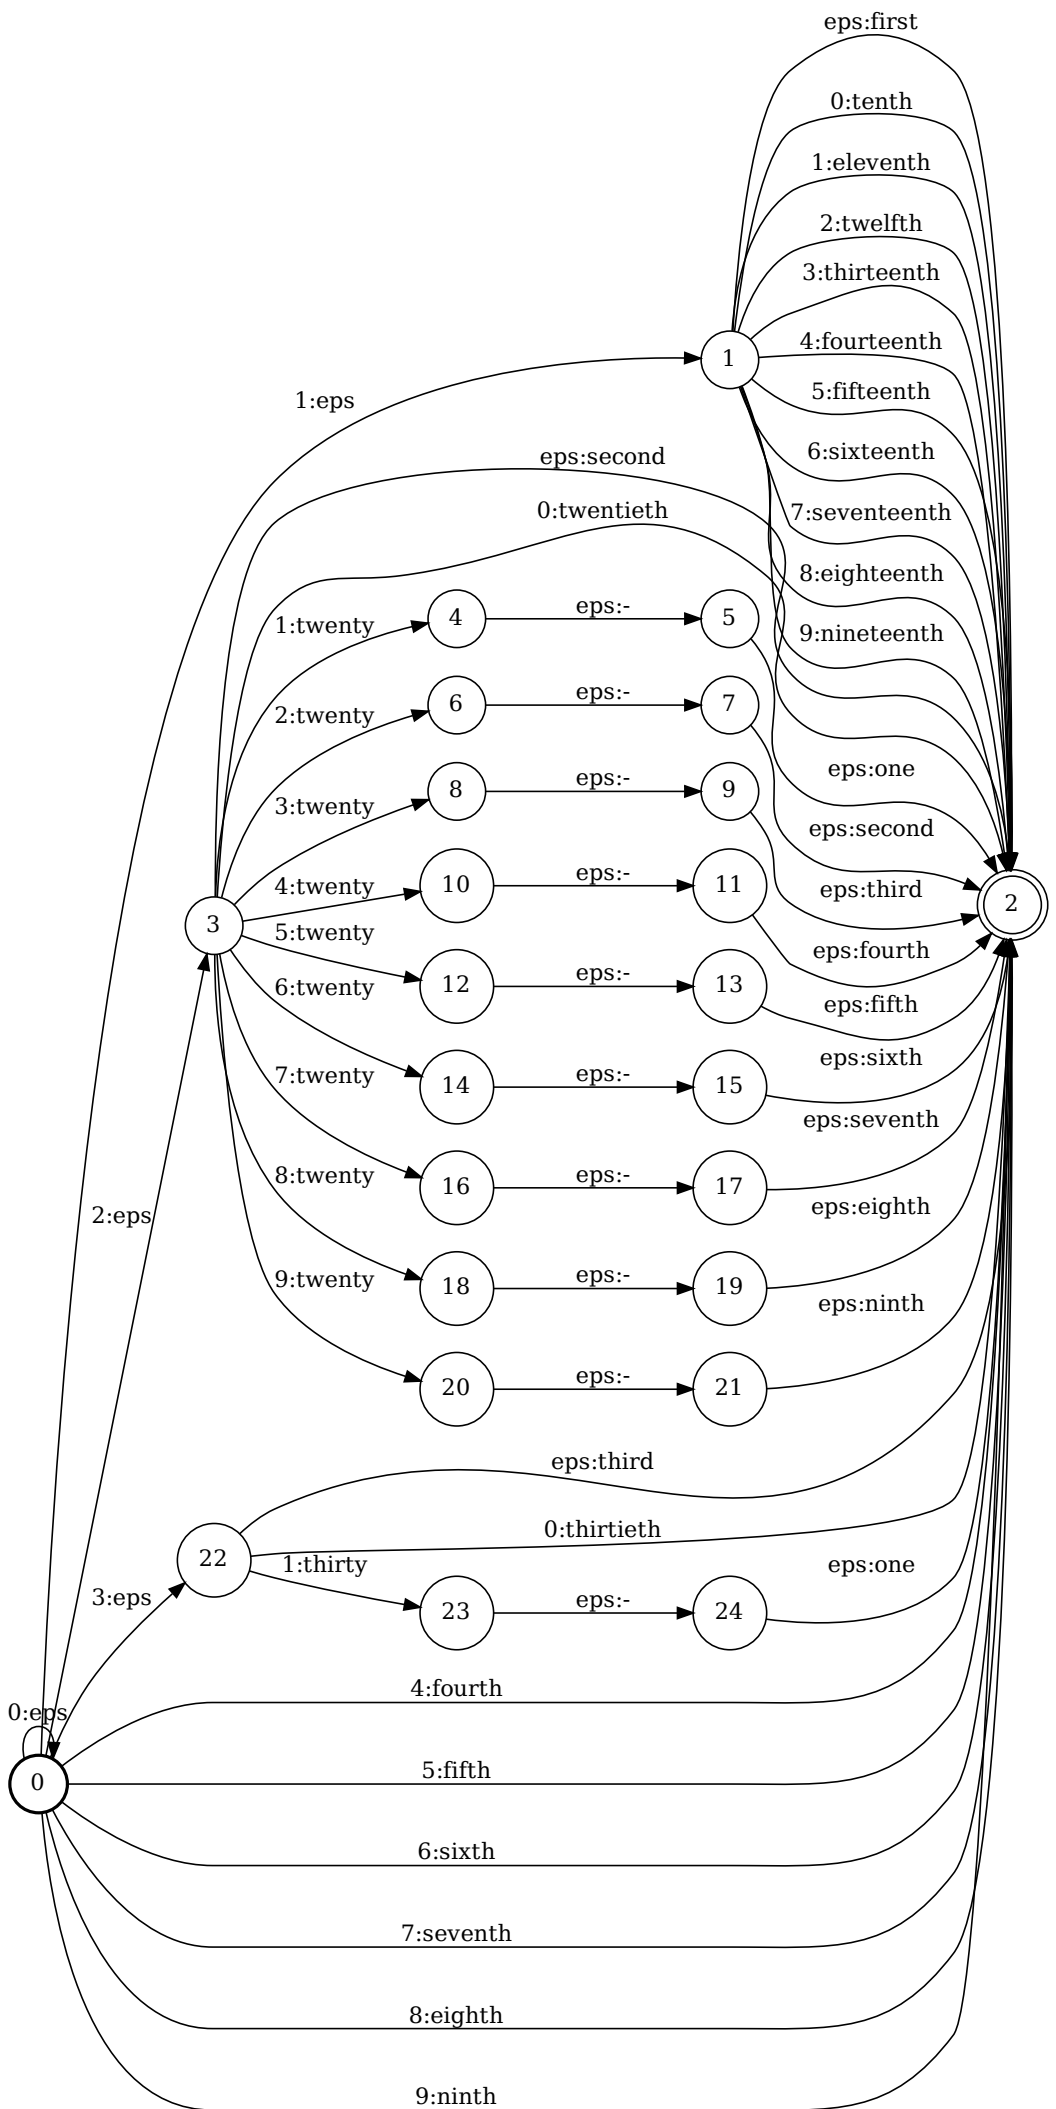 eps:first
0:tenth
1:eleventh
2:twelfth
3:thirteenth
4:fourteenth
1
5:fifteenth
1:eps
6:sixteenth
eps:second
7:seventeenth
0:twentieth
8:eighteenth
9:nineteenth
1:twenty
4
eps:-
5
2:twenty
6
eps:-
7
eps:one
3:twenty
8
eps:-
9
eps:second
4:twenty
10
eps:-
11
eps:third
2
3
5:twenty
eps:fourth
12
eps:-
13
6:twenty
eps:fifth
eps:sixth
7:twenty
14
eps:-
15
eps:seventh
8:twenty
16
eps:-
17
2:eps
eps:eighth
9:twenty
18
eps:-
19
eps:ninth
20
eps:-
21
eps:third
0:thirtieth
22
1:thirty
eps:one
3:eps
23
eps:-
24
4:fourth
0:eps
0
5:fifth
6:sixth
7:seventh
8:eighth
9:ninth